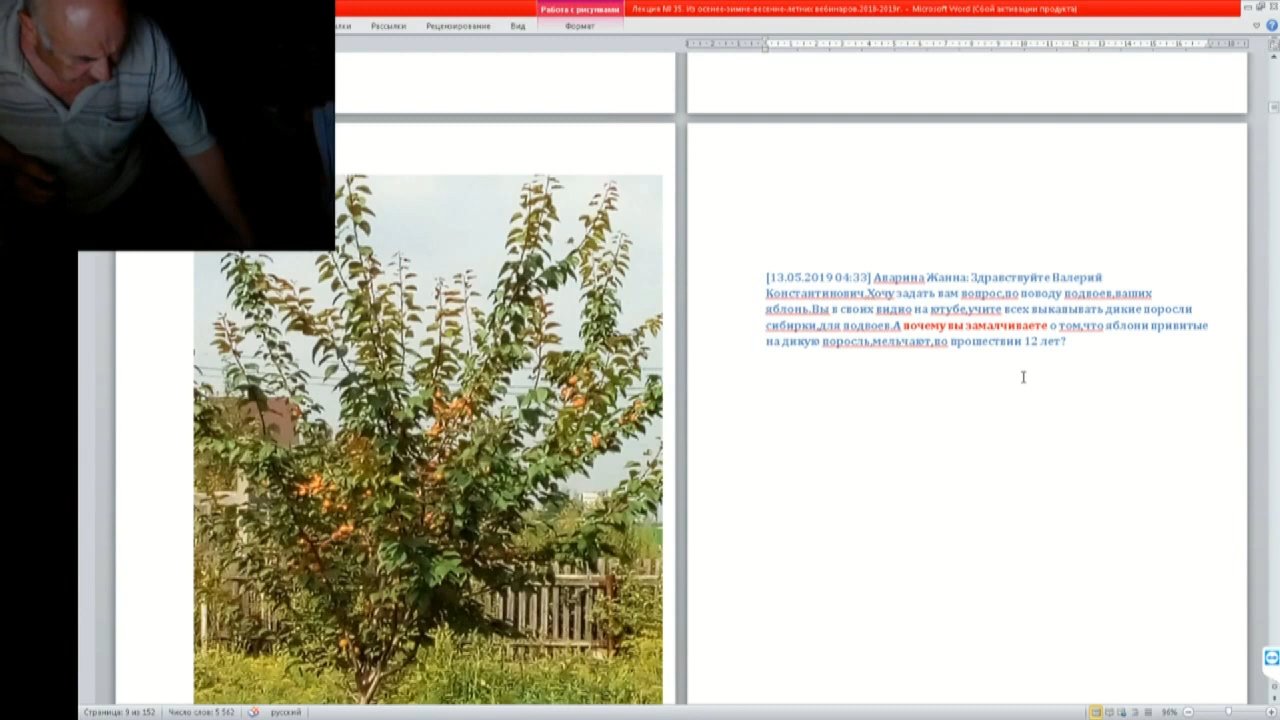 Работа с рисунками
Лекция № 35. Из осенне-зимне-весенне-летних вебинаров.2018-2019г. - Microsoft Word (Сбой активации продукта)
Рассылки
Рецензирование
Вид
Формат
[13.05.2019 04:33] Аварина Жанна: Здравствуйте Валерий
Константинович,Хочу задать вам вопрос,по поводу подвоев,ваших
яблонь.Вы в своих видио на ютубе,учите всех выкавывать дикие поросли
сибирки,для подвоев.А почему вы замалчиваете о том,что яблони привитые
на дикую поросль,мельчают,по прошествии 12 лет?
Страница: 9 из 152
Число слов: 5 562
русский
96%